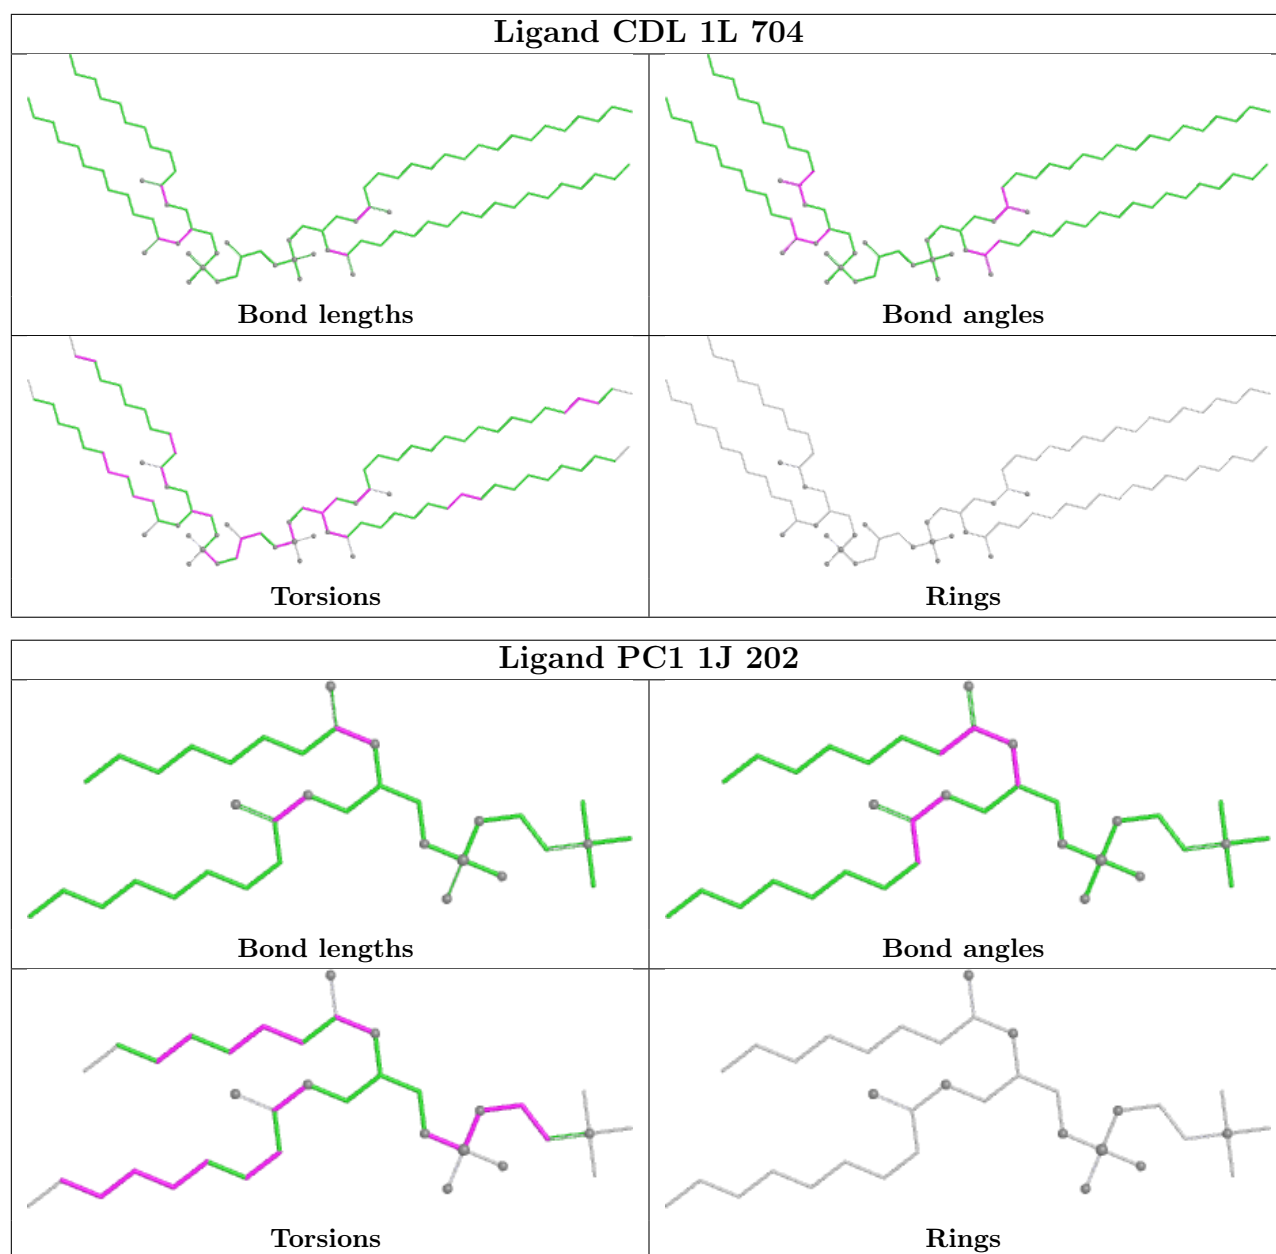 Ligand CDL 1L 704
Bond lengths
Bond angles
Torsions
Rings
Ligand PC1 1J 202
Bond lengths
Bond angles
Torsions
Rings